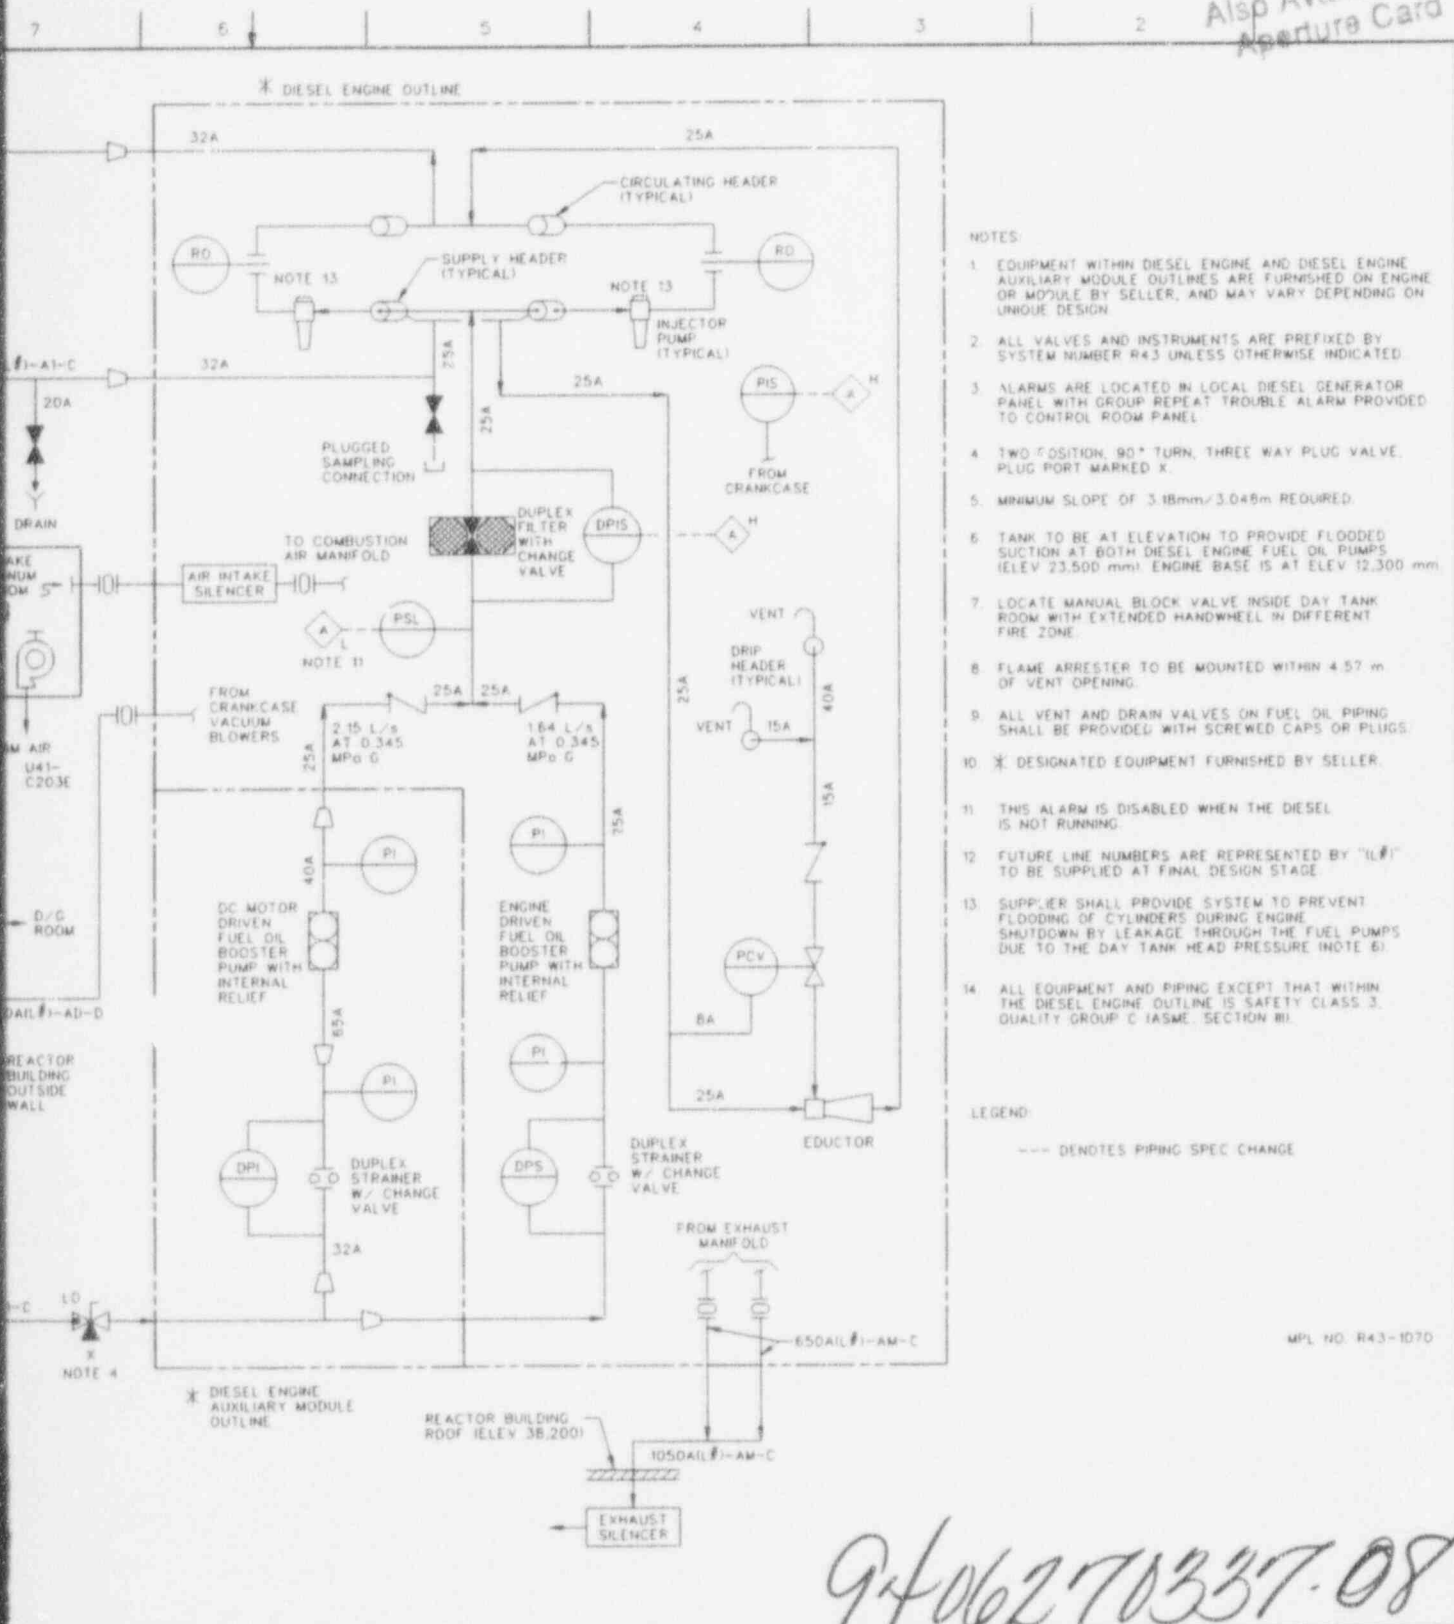 7
6
5
4
3
2
Also
Aperture Card
* DIESEL ENGINE OUTLINE
32A
25A
CIRCULATING HEADER
(TYPICAL)
RO
RO
NOTE 13
SUPPLY HEADER
(TYPICAL)
NOTE 13
INJECTOR
PUMP
(TYPICAL)
L#)-A1-C
32A
25A
25A
25A
PIS
A
H
20A
PLUGGED
SAMPLING
CONNECTION
FROM
CRANKCASE
DRAIN
TO COMBUSTION
AIR MANIFOLD
DUPLEX
FILTER
WITH
CHANGE
VALVE
DPIS
A
H
AIR INTAKE
SILENCER
A
L
NOTE 11
PSL
VENT
DRIP
HEADER
(TYPICAL)
40A
25A
VENT
15A
FROM
CRANKCASE
VACUUM
BLOWERS
25A
25A
2.15 L/s
AT 0.345
MPa G
1.64 L/s
AT 0.345
MPa G
25A
AIR
U41-
C203E
PI
PI
25A
15A
40A
DC MOTOR
DRIVEN
FUEL OIL
BOOSTER
PUMP WITH
INTERNAL
RELIEF
ENGINE
DRIVEN
FUEL OIL
BOOSTER
PUMP WITH
INTERNAL
RELIEF
D/G
ROOM
PCV
65A
8A
PI
PI
25A
EDUCTOR
REACTOR
BUILDING
OUTSIDE
WALL
DPI
DUPLEX
STRAINER
W/ CHANGE
VALVE
DPS
DUPLEX
STRAINER
W/ CHANGE
VALVE
32A
FROM EXHAUST
MANIFOLD
LO
X
NOTE 4
650A(L#)-AM-C
* DIESEL ENGINE
AUXILIARY MODULE
OUTLINE
REACTOR BUILDING
ROOF (ELEV 38,200)
1050A(L#)-AM-C
EXHAUST
SILENCER
NOTES:
1. EQUIPMENT WITHIN DIESEL ENGINE AND DIESEL ENGINE
AUXILIARY MODULE OUTLINES ARE FURNISHED ON ENGINE
OR MODULE BY SELLER, AND MAY VARY DEPENDING ON
UNIQUE DESIGN.
2. ALL VALVES AND INSTRUMENTS ARE PREFIXED BY
SYSTEM NUMBER R43 UNLESS OTHERWISE INDICATED.
3. ALARMS ARE LOCATED IN LOCAL DIESEL GENERATOR
PANEL WITH GROUP REPEAT TROUBLE ALARM PROVIDED
TO CONTROL ROOM PANEL.
4. TWO POSITION, 90° TURN, THREE WAY PLUG VALVE,
PLUG PORT MARKED X.
5. MINIMUM SLOPE OF 3.18mm/3.048m REQUIRED.
6. TANK TO BE AT ELEVATION TO PROVIDE FLOODED
SUCTION AT BOTH DIESEL ENGINE FUEL OIL PUMPS
(ELEV 23,500 mm). ENGINE BASE IS AT ELEV 12,300 mm.
7. LOCATE MANUAL BLOCK VALVE INSIDE DAY TANK
ROOM WITH EXTENDED HANDWHEEL IN DIFFERENT
FIRE ZONE.
8. FLAME ARRESTER TO BE MOUNTED WITHIN 4.57 m
OF VENT OPENING.
9. ALL VENT AND DRAIN VALVES ON FUEL OIL PIPING
SHALL BE PROVIDED WITH SCREWED CAPS OR PLUGS.
10. * DESIGNATED EQUIPMENT FURNISHED BY SELLER.
11. THIS ALARM IS DISABLED WHEN THE DIESEL
IS NOT RUNNING.
12. FUTURE LINE NUMBERS ARE REPRESENTED BY "(L#)"
TO BE SUPPLIED AT FINAL DESIGN STAGE.
13. SUPPLIER SHALL PROVIDE SYSTEM TO PREVENT
FLOODING OF CYLINDERS DURING ENGINE
SHUTDOWN BY LEAKAGE THROUGH THE FUEL PUMPS
DUE TO THE DAY TANK HEAD PRESSURE (NOTE 6).
14. ALL EQUIPMENT AND PIPING EXCEPT THAT WITHIN
THE DIESEL ENGINE OUTLINE IS SAFETY CLASS 3,
QUALITY GROUP C (ASME, SECTION III).
LEGEND:
--- DENOTES PIPING SPEC CHANGE
MPL NO. R43-1070
9406270337-08